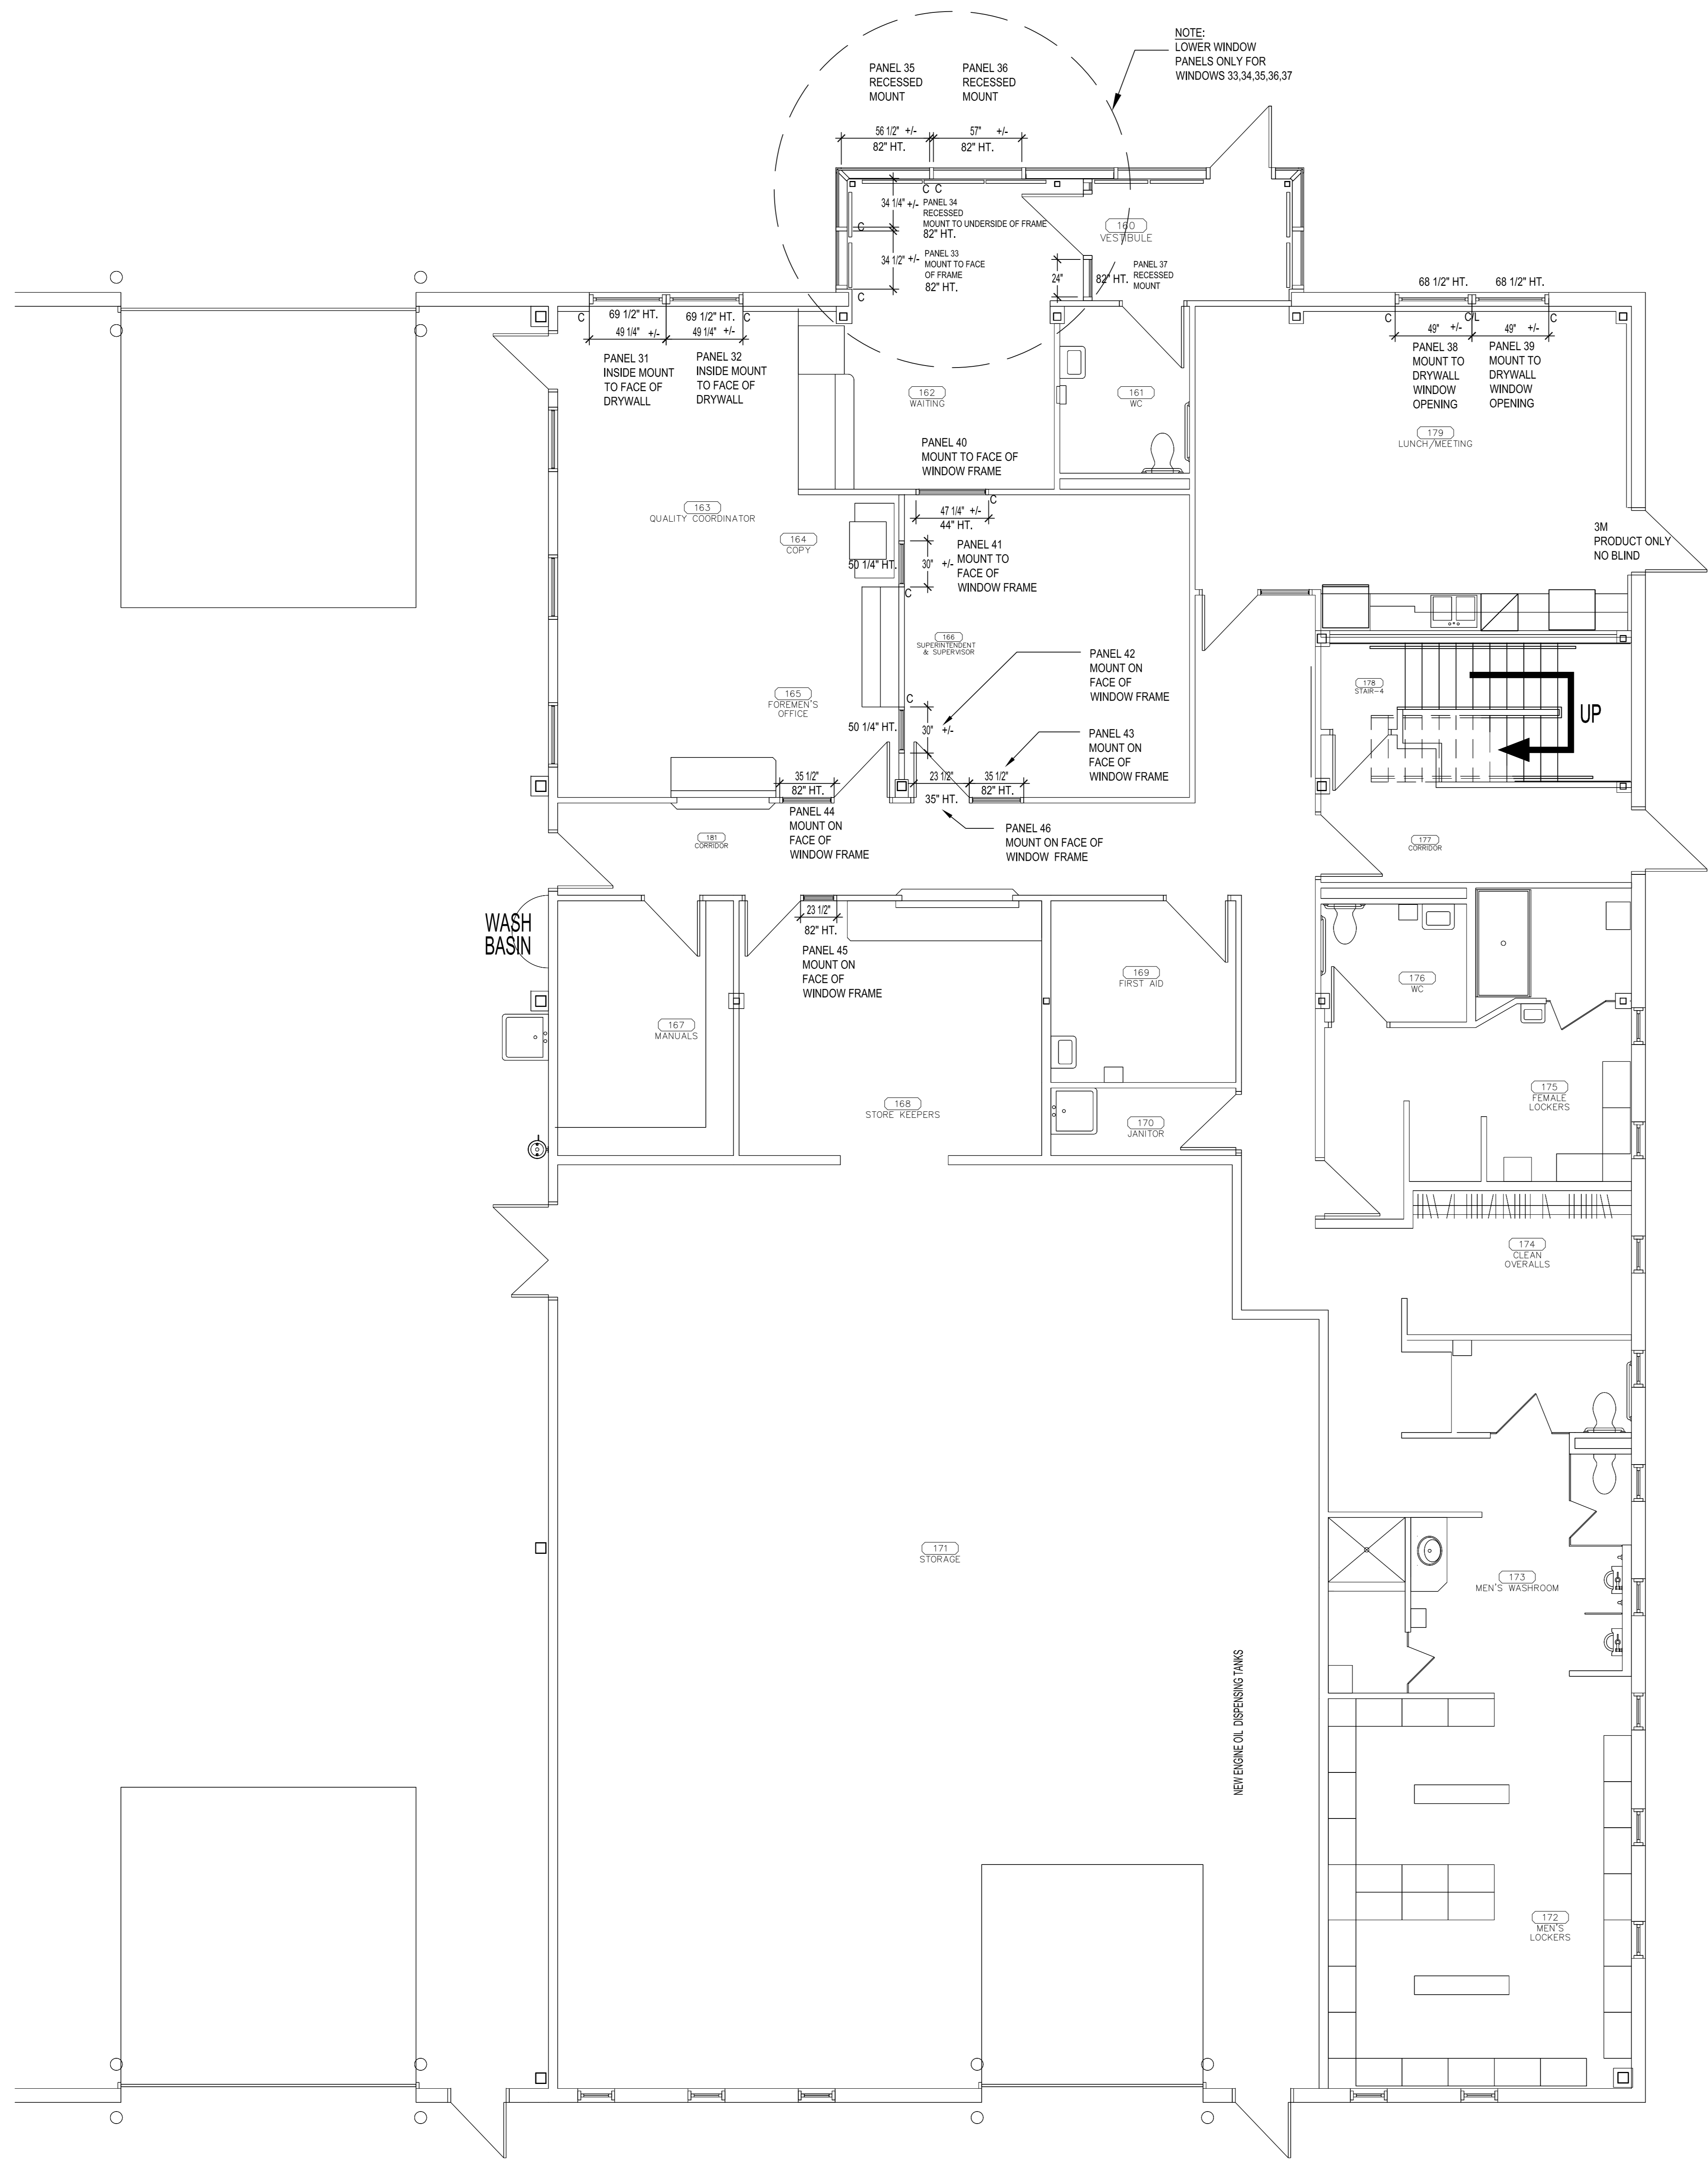 NOTE:
LOWER WINDOW
PANELS ONLY FOR
WINDOWS 33,34,35,36,37
PANEL 35
RECESSED
MOUNT
PANEL 36
RECESSED
MOUNT
56 1/2" +/-
82" HT.
57" +/-
82" HT.
C C
34 1/4" +/-
PANEL 34
RECESSED
MOUNT TO UNDERSIDE OF FRAME
82" HT.
C
34 1/2" +/-
PANEL 33
MOUNT TO FACE
OF FRAME
82" HT.
C
160
VESTIBULE
24"
82" HT.
PANEL 37
RECESSED
MOUNT
69 1/2" HT.
69 1/2" HT.
C
C
49 1/4" +/-
49 1/4" +/-
PANEL 31
INSIDE MOUNT
TO FACE OF
DRYWALL
PANEL 32
INSIDE MOUNT
TO FACE OF
DRYWALL
68 1/2" HT.
68 1/2" HT.
C
C/L
C
49" +/-
49" +/-
PANEL 38
MOUNT TO
DRYWALL
WINDOW
OPENING
PANEL 39
MOUNT TO
DRYWALL
WINDOW
OPENING
162
WAITING
161
WC
179
LUNCH/MEETING
PANEL 40
MOUNT TO FACE OF
WINDOW FRAME
C
47 1/4" +/-
44" HT.
163
QUALITY COORDINATOR
164
COPY
3M
PRODUCT ONLY
NO BLIND
50 1/4" HT.
30" +/-
PANEL 41
MOUNT TO
FACE OF
WINDOW FRAME
C
166
SUPERINTENDENT
& SUPERVISOR
PANEL 42
MOUNT ON
FACE OF
WINDOW FRAME
178
STAIR-4
UP
165
FOREMEN'S
OFFICE
C
50 1/4" HT.
30" +/-
PANEL 43
MOUNT ON
FACE OF
WINDOW FRAME
35 1/2"
82" HT.
23 1/2"
35" HT.
35 1/2"
82" HT.
PANEL 44
MOUNT ON
FACE OF
WINDOW FRAME
PANEL 46
MOUNT ON FACE OF
WINDOW FRAME
181
CORRIDOR
177
CORRIDOR
WASH
BASIN
23 1/2"
82" HT.
PANEL 45
MOUNT ON
FACE OF
WINDOW FRAME
169
FIRST AID
176
WC
167
MANUALS
168
STORE KEEPERS
170
JANITOR
175
FEMALE
LOCKERS
174
CLEAN
OVERALLS
171
STORAGE
173
MEN'S WASHROOM
NEW ENGINE OIL DISPENSING TANKS
172
MEN'S
LOCKERS